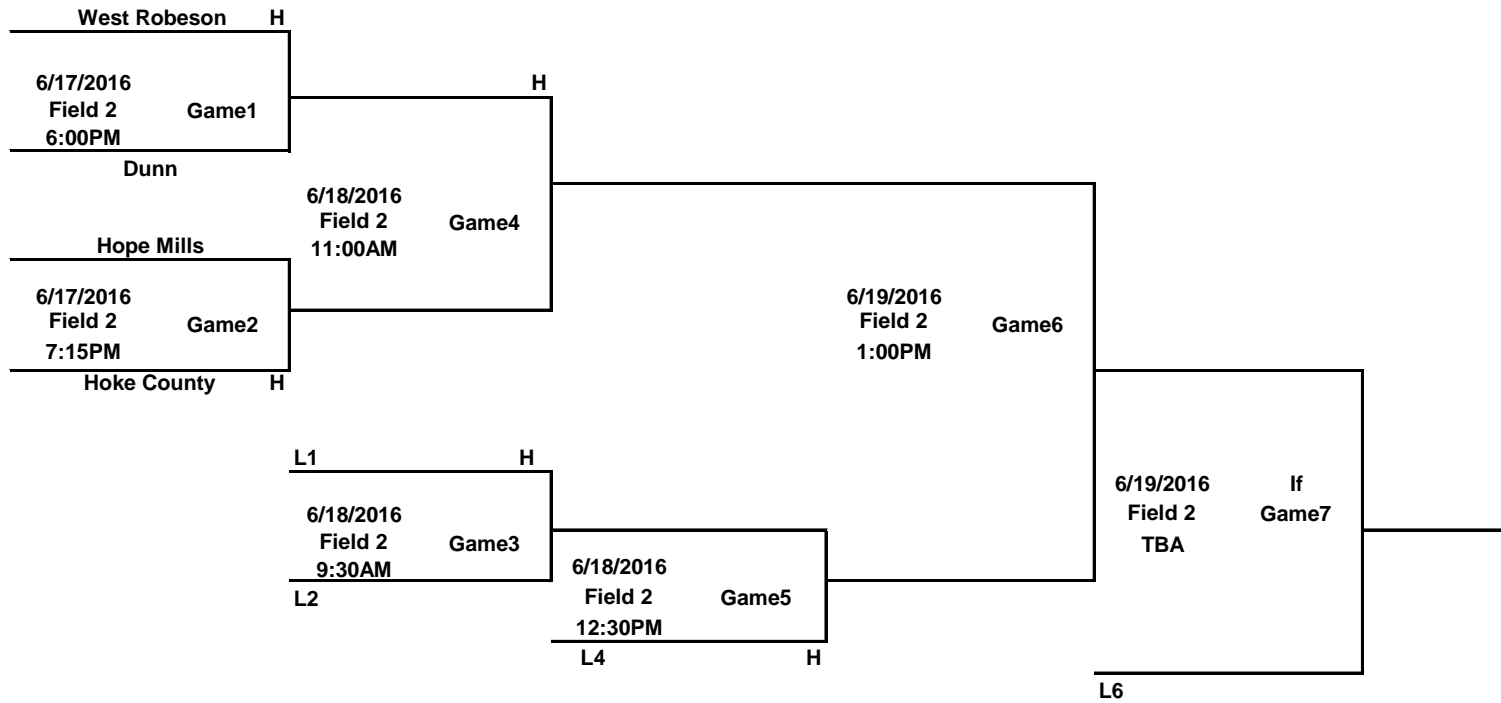 West Robeson H
6/17/2016
Field 2 Game1
6:00PM
Dunn
H
6/18/2016
Field 2 Game4
11:00AM
Hope Mills
6/17/2016
Field 2 Game2
7:15PM
Hoke County H
6/19/2016
Field 2 Game6
1:00PM
L1 H
6/18/2016
Field 2 Game3
9:30AM
L2
6/18/2016
Field 2 Game5
12:30PM
L4 H
6/19/2016 If
Field 2 Game7
TBA
L6